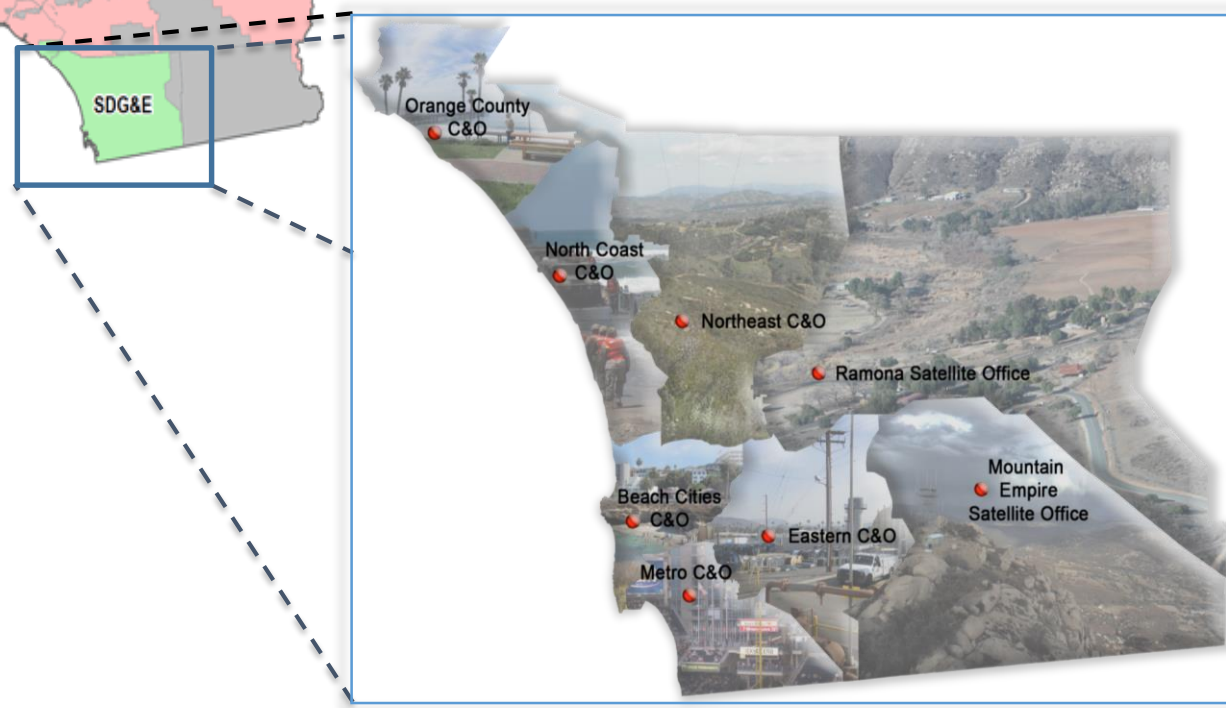 SDG&E
Orange County
C&O
North Coast
C&O
Northeast C&O
Ramona Satellite Office
Mountain
Empire
Satellite Office
Beach Cities
C&O
Eastern C&O
Metro C&O